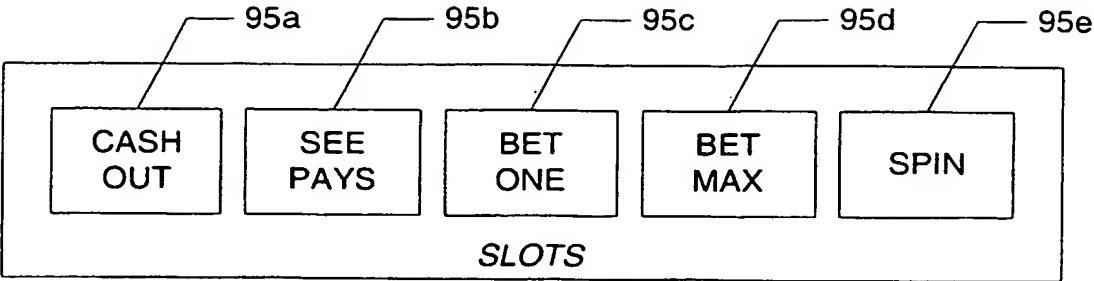 95a 95b 95c 95d 95e
CASH OUT
SEE PAYS
BET ONE
BET MAX
SPIN
SLOTS